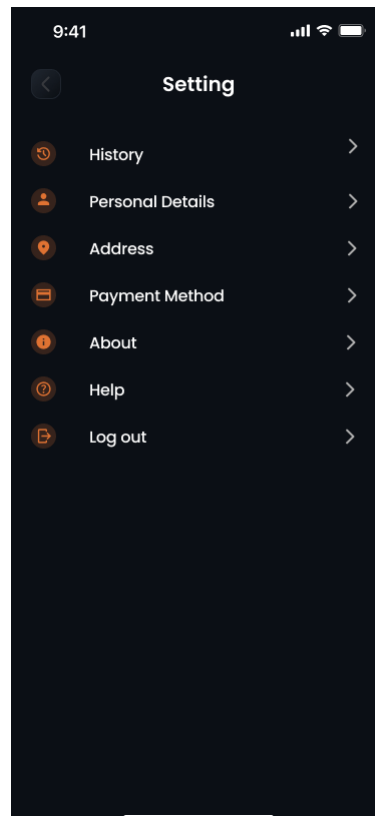 9:41
Setting
History
Personal Details
Address
Payment Method
About
Help
Log out